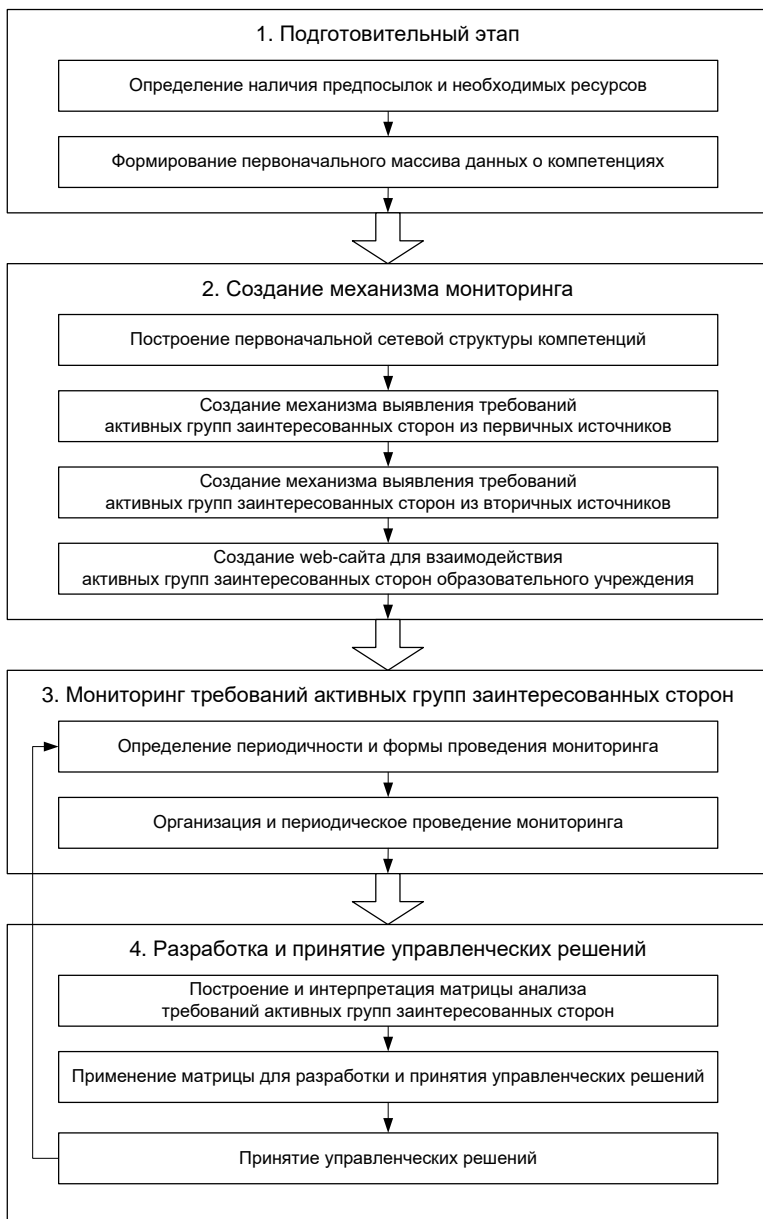 1. Подготовительный этап
Определение наличия предпосылок и необходимых ресурсов
Формирование первоначального массива данных о компетенциях
2. Создание механизма мониторинга
Построение первоначальной сетевой структуры компетенций
Создание механизма выявления требований
активных групп заинтересованных сторон из первичных источников
Создание механизма выявления требований
активных групп заинтересованных сторон из вторичных источников
Создание web-сайта для взаимодействия
активных групп заинтересованных сторон образовательного учреждения
3. Мониторинг требований активных групп заинтересованных сторон
Определение периодичности и формы проведения мониторинга
Организация и периодическое проведение мониторинга
4. Разработка и принятие управленческих решений
Построение и интерпретация матрицы анализа
требований активных групп заинтересованных сторон
Применение матрицы для разработки и принятия управленческих решений
Принятие управленческих решений